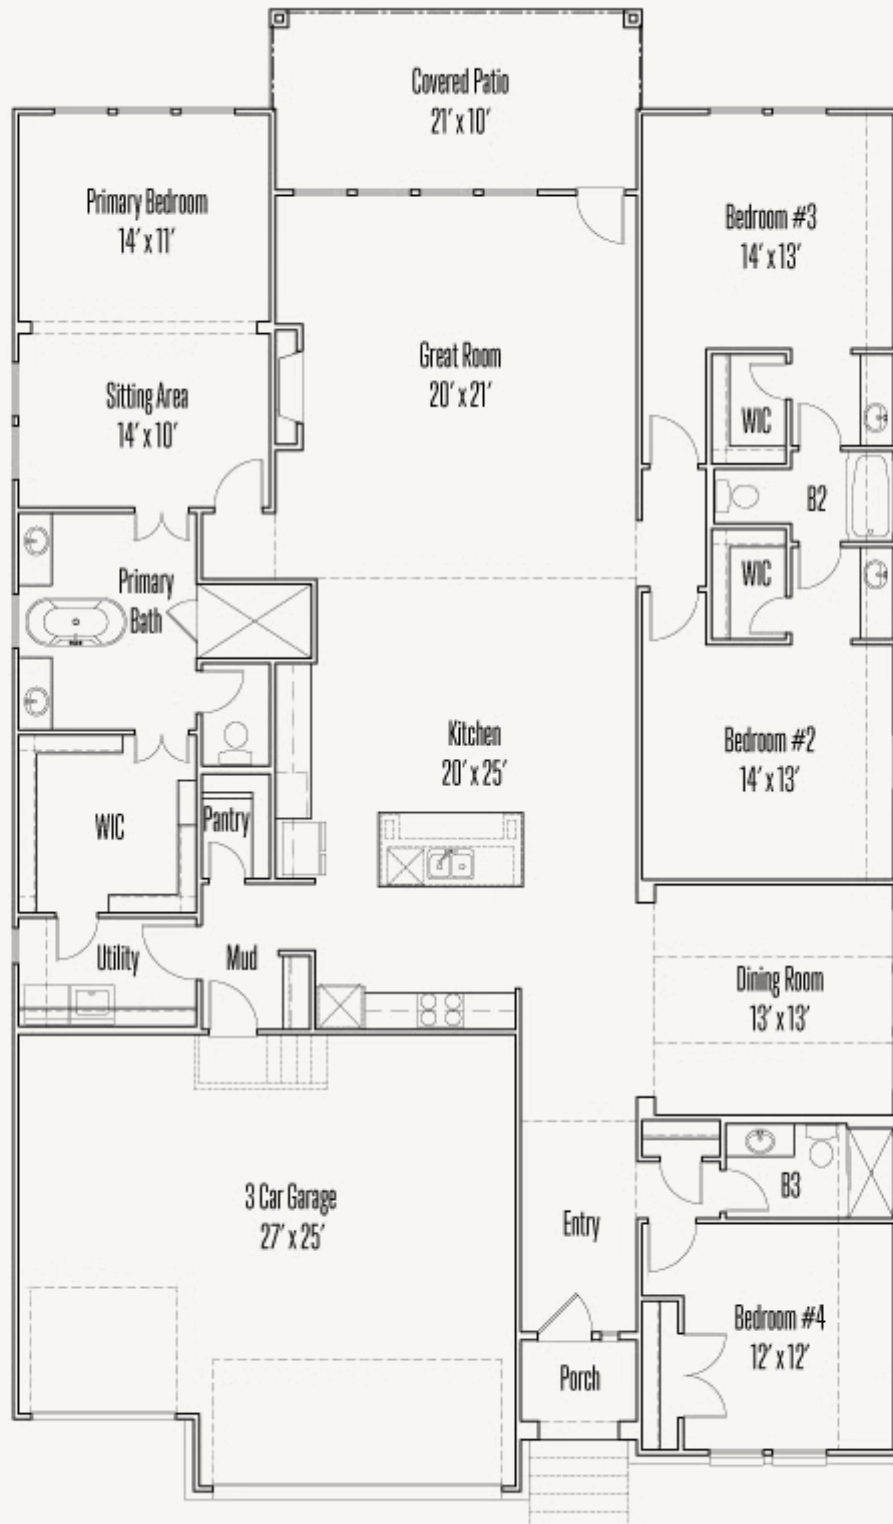 Covered Patio
21' x 10'
Primary Bedroom
14' x 11'
Bedroom #3
14' x 13'
Great Room
20' x 21'
Sitting Area
14' x 10'
WIC
B2
WIC
Primary
Bath
Kitchen
20' x 25'
Bedroom #2
14' x 13'
Pantry
WIC
Utility
Mud
Dining Room
13' x 13'
3 Car Garage
27' x 25'
B3
Entry
Bedroom #4
12' x 12'
Porch